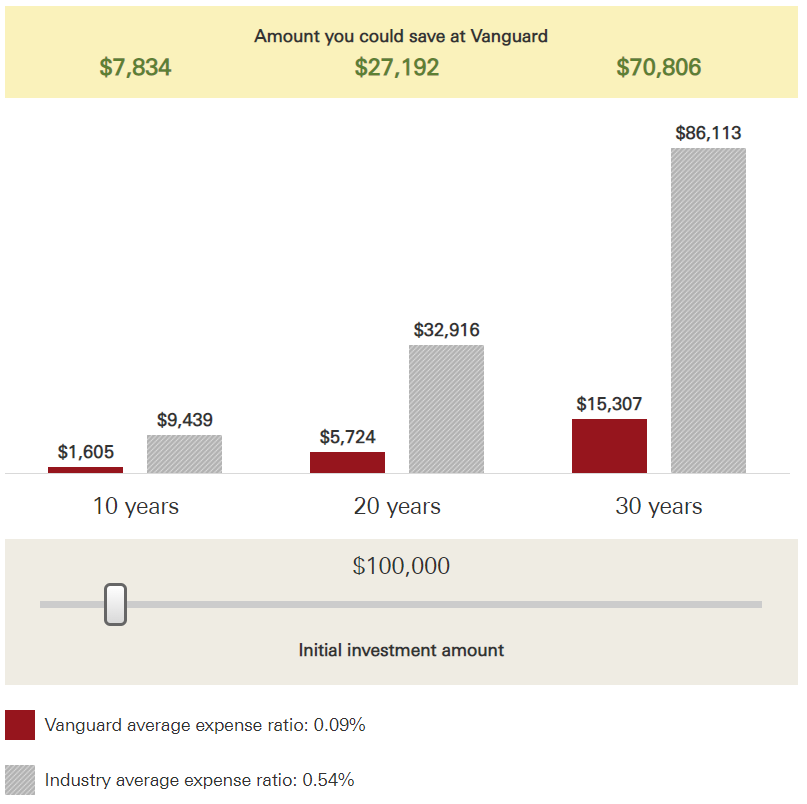 Amount you could save at Vanguard
$7,834 $27,192 $70,806
$86,113
$32,916
$15,307
$9,439
$5,724
$1,605
10 years 20 years 30 years
$100,000
Initial investment amount
Vanguard average expense ratio: 0.09%
Industry average expense ratio: 0.54%